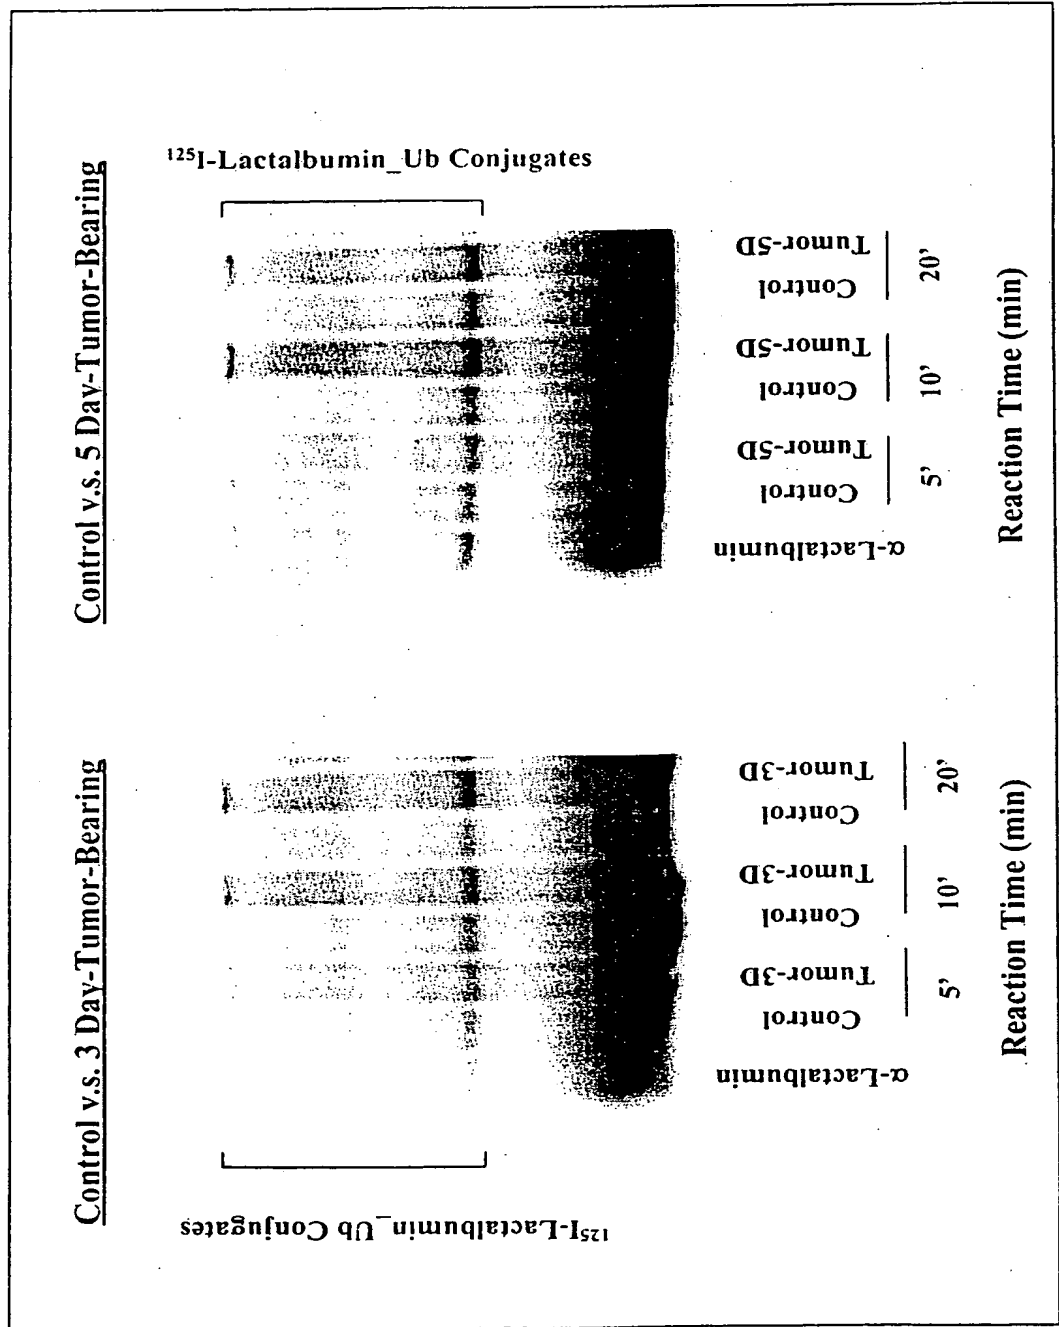 Control v.s. 3 Day-Tumor-Bearing
¹²⁵I-Lactalbumin_Ub Conjugates
α-Lactalbumin
Control
Tumor-3D
Control
Tumor-3D
Control
Tumor-3D
5'
10'
20'
Reaction Time (min)
Control v.s. 5 Day-Tumor-Bearing
¹²⁵I-Lactalbumin_Ub Conjugates
α-Lactalbumin
Control
Tumor-5D
Control
Tumor-5D
Control
Tumor-5D
5'
10'
20'
Reaction Time (min)